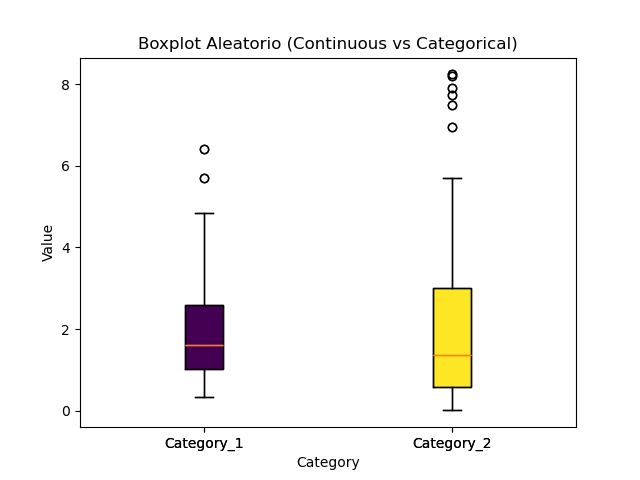 Boxplot Aleatorio (Continuous vs Categorical)
8
6
4
2
0
Value
Category_1
Category_2
Category